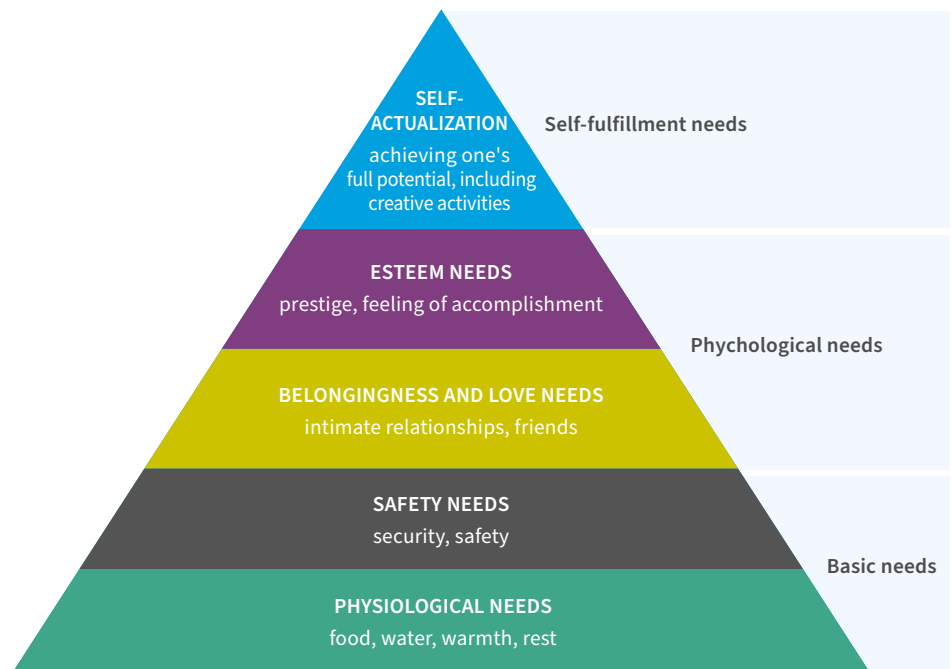 SELF-
ACTUALIZATION
achieving one's
full potential, including
creative activities
Self-fulfillment needs
ESTEEM NEEDS
prestige, feeling of accomplishment
Phychological needs
BELONGINGNESS AND LOVE NEEDS
intimate relationships, friends
SAFETY NEEDS
security, safety
Basic needs
PHYSIOLOGICAL NEEDS
food, water, warmth, rest